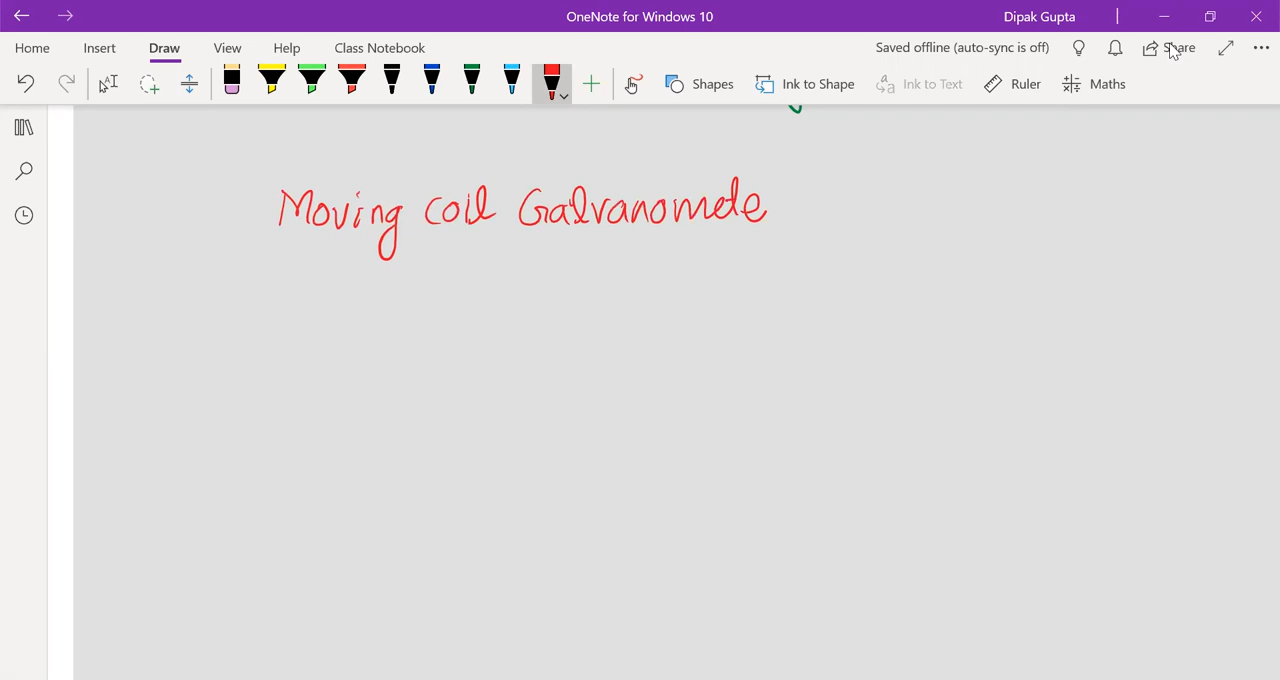 OneNote for Windows 10
Dipak Gupta
Home Insert Draw View Help Class Notebook
Saved offline (auto-sync is off) Share
Shapes Ink to Shape Ink to Text Ruler Maths
Moving coil Galvanomete